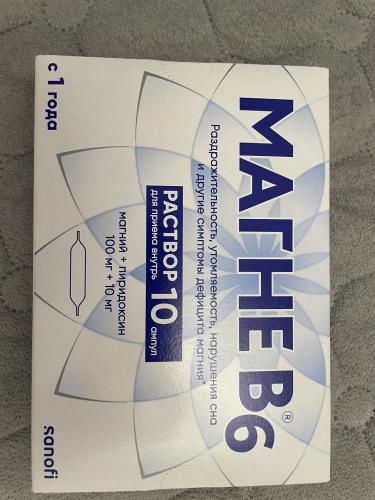 МАГНЕ B6®
Раздражительность, утомляемость, нарушения сна
и другие симптомы дефицита магния*
РАСТВОР 10
для приема внутрь ампул
магний + пиридоксин
100 мг + 10 мг
с 1 года
sanofi